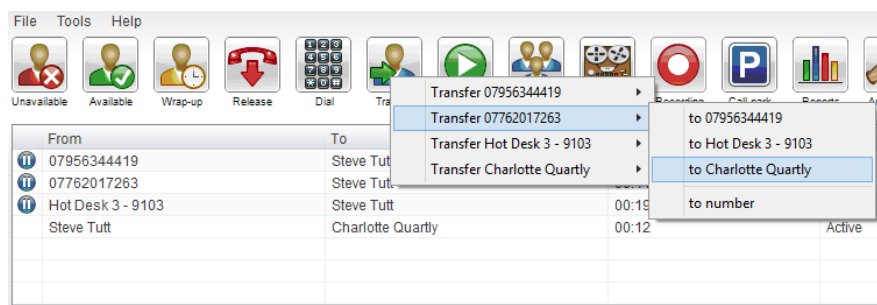 File Tools Help
Unavailable Available Wrap-up Release Dial Recording Call park Reports
Transfer 07956344419
Transfer 07762017263
Transfer Hot Desk 3 - 9103
Transfer Charlotte Quartly
to 07956344419
to Hot Desk 3 - 9103
to Charlotte Quartly
to number
From To
07956344419 Steve Tutt
07762017263 Steve Tutt
Hot Desk 3 - 9103 Steve Tutt 00:19
Steve Tutt Charlotte Quartly 00:12 Active